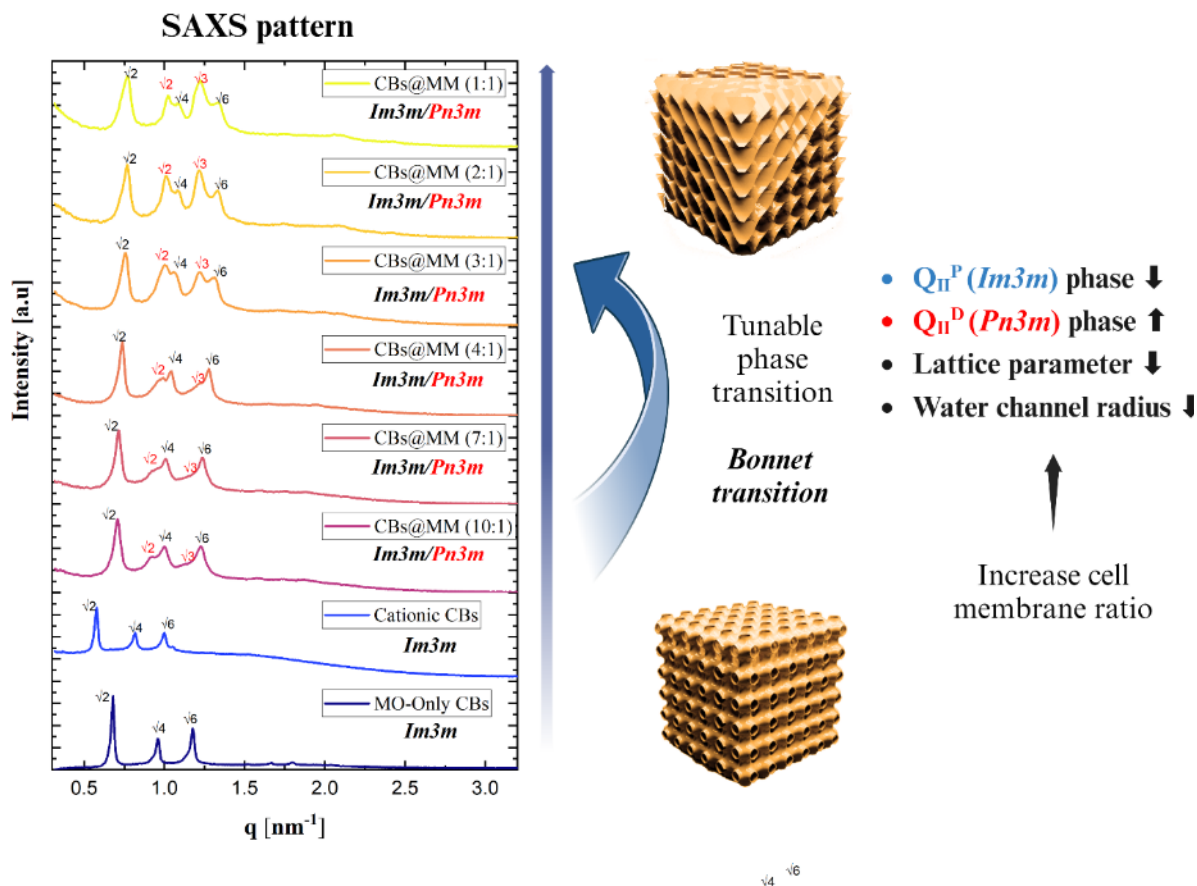 SAXS pattern
√2 √2 √4 √3 √6
CBs@MM (1:1)
Im3m/Pn3m
√2 √2 √4 √3 √6
CBs@MM (2:1)
Im3m/Pn3m
√2 √2 √4 √3 √6
CBs@MM (3:1)
Im3m/Pn3m
√2 √2 √4 √3 √6
CBs@MM (4:1)
Im3m/Pn3m
√2 √2 √4 √3 √6
CBs@MM (7:1)
Im3m/Pn3m
√2 √2 √4 √3 √6
CBs@MM (10:1)
Im3m/Pn3m
√2 √4 √6
Cationic CBs
Im3m
√2 √4 √6
MO-Only CBs
Im3m
Intensity [a.u]
0.5 1.0 1.5 2.0 2.5 3.0
q [nm⁻¹]
Tunable
phase
transition
Bonnet
transition
• Q_II^P (Im3m) phase ⬇
• Q_II^D (Pn3m) phase ⬆
• Lattice parameter ⬇
• Water channel radius ⬇
Increase cell
membrane ratio
√4 √6